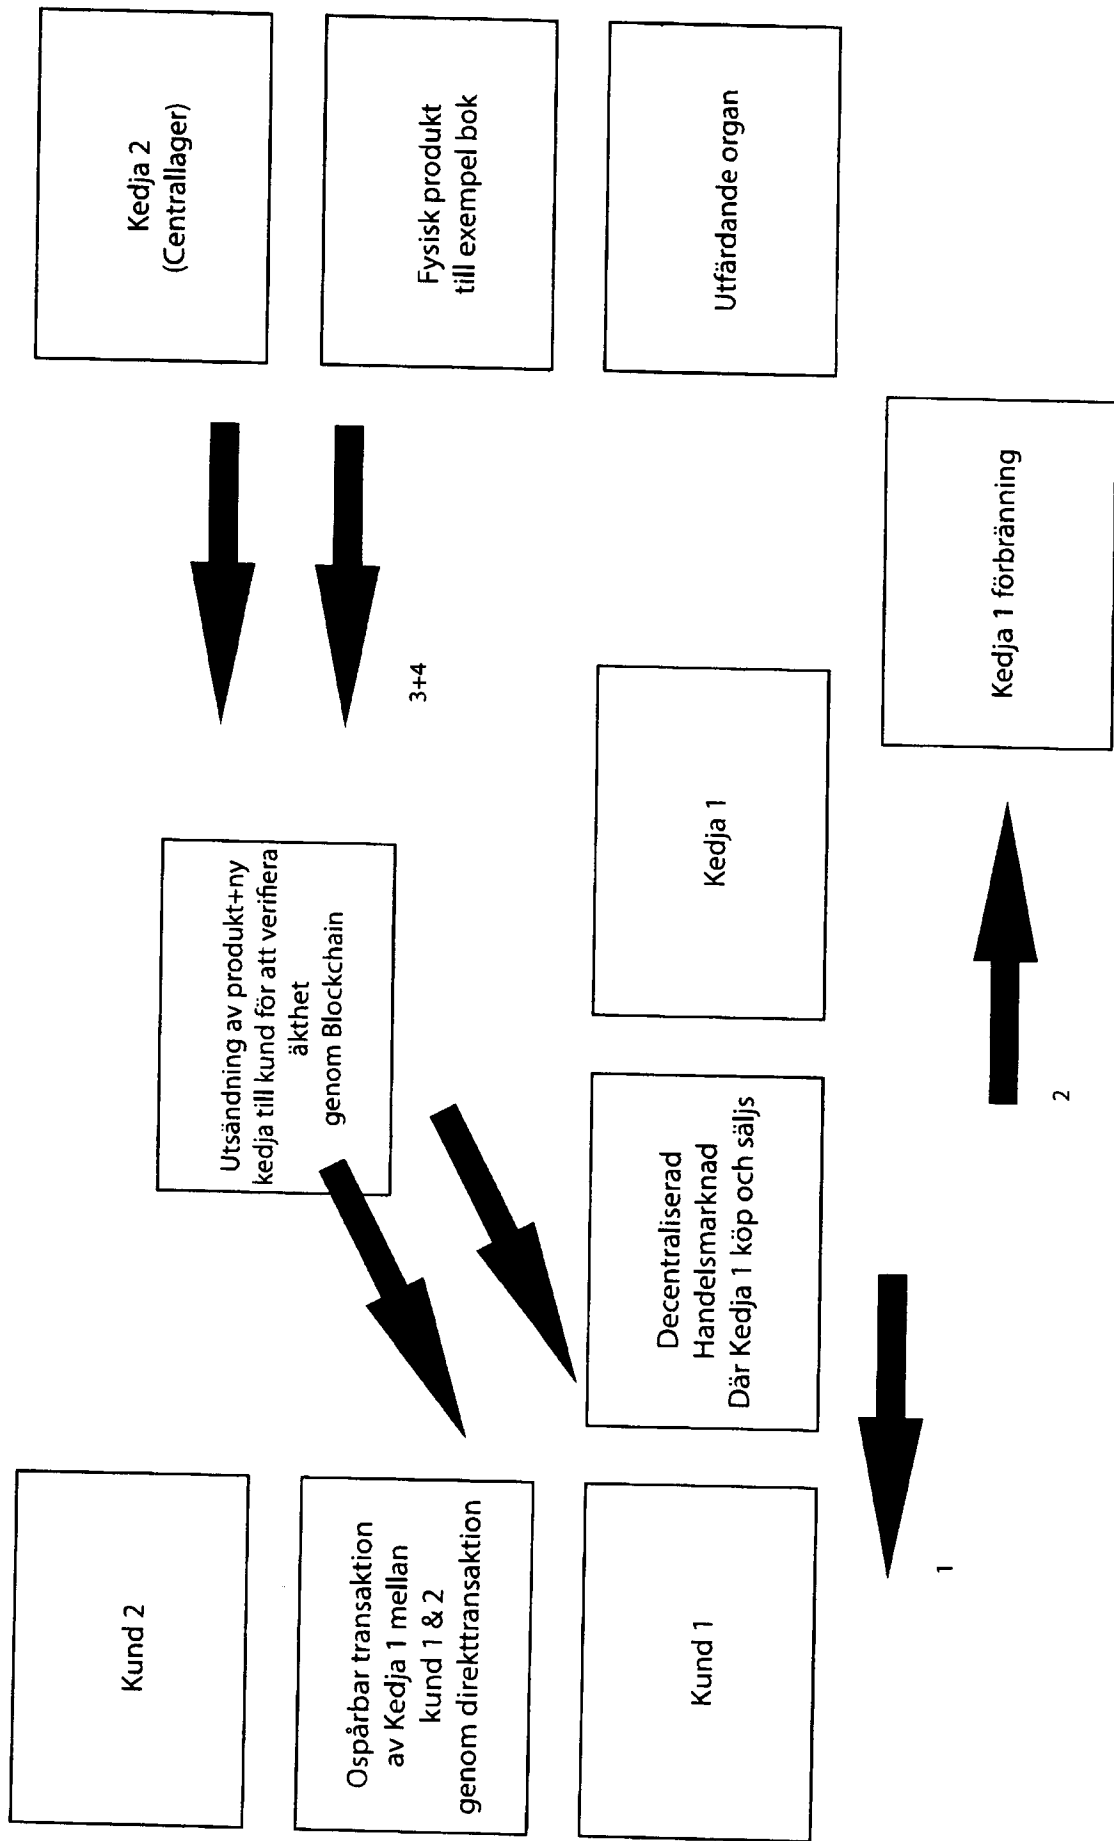 Kund 2
Kedja 2
(Centrallager)
Utsändning av produkt+ny
kedja till kund för att verifiera
äkthet
genom Blockchain
Ospårbar transaktion
av Kedja 1 mellan
kund 1 & 2
genom direkttransaktion
Fysisk produkt
till exempel bok
3+4
Kund 1
Decentraliserad
Handelsmarknad
Där Kedja 1 köp och säljs
Kedja 1
Utfärdande organ
1
Kedja 1 förbränning
2